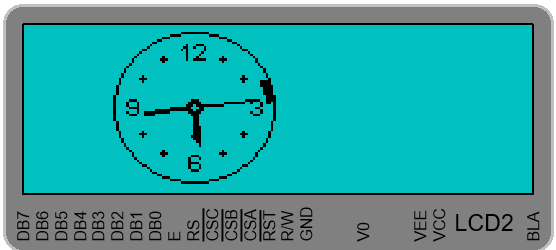 12
9 3
6
DB7 DB6 DB5 DB4 DB3 DB2 DB1 DB0 E RS CSC CSB CSA RST R/W GND V0 VEE VCC LCD2 BLA